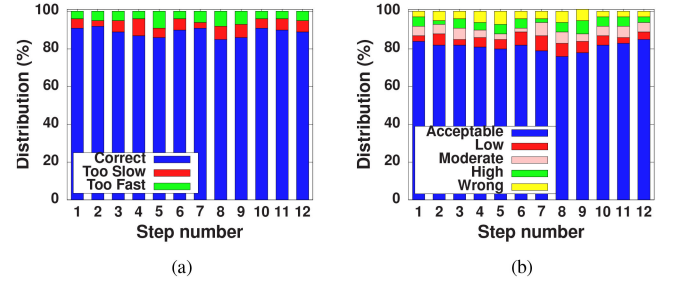 100
80
60
40
20
0
Distribution (%)
Correct
Too Slow
Too Fast
1 2 3 4 5 6 7 8 9 10 11 12
Step number
(a)
100
80
60
40
20
0
Distribution (%)
Acceptable
Low
Moderate
High
Wrong
1 2 3 4 5 6 7 8 9 10 11 12
Step number
(b)